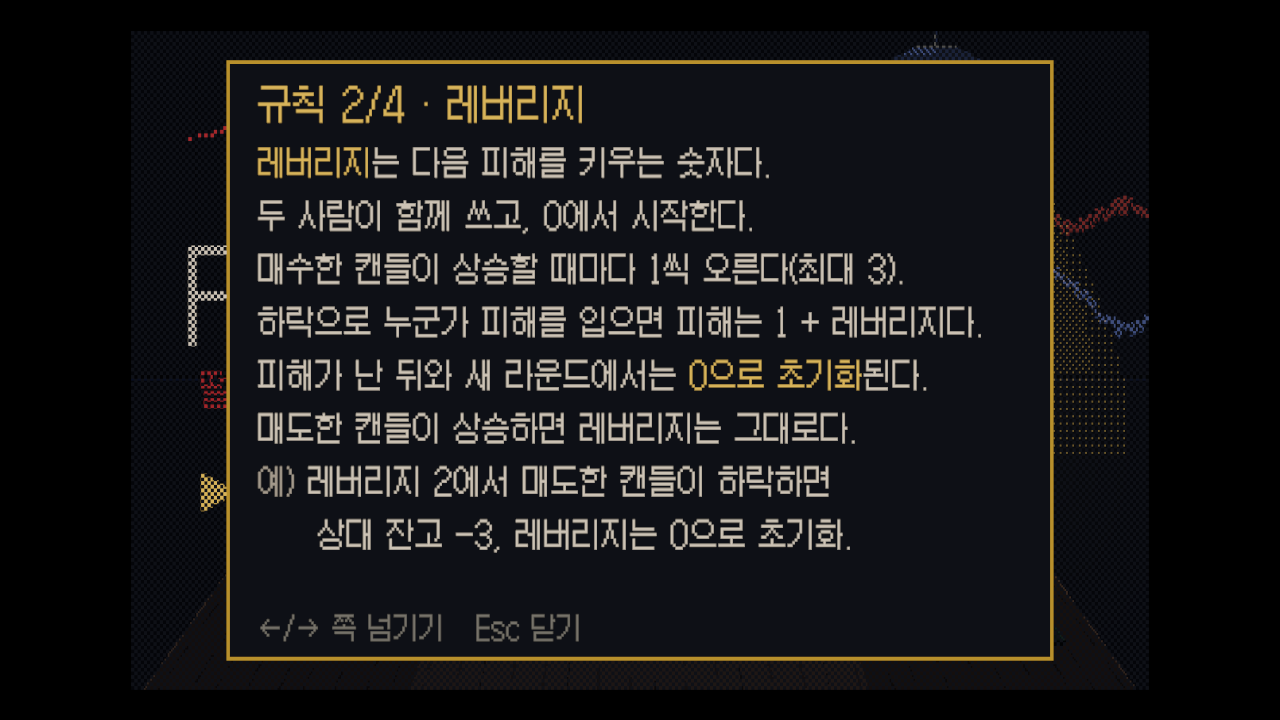 규칙 2/4 · 레버리지
레버리지는 다음 피해를 키우는 숫자다.
두 사람이 함께 쓰고, 0에서 시작한다.
매수한 캔들이 상승할 때마다 1씩 오른다(최대 3).
하락으로 누군가 피해를 입으면 피해는 1 + 레버리지다.
피해가 난 뒤와 새 라운드에서는 0으로 초기화된다.
매도한 캔들이 상승하면 레버리지는 그대로다.
예) 레버리지 2에서 매도한 캔들이 하락하면
상대 잔고 -3, 레버리지는 0으로 초기화.
←/→ 쪽 넘기기 Esc 닫기